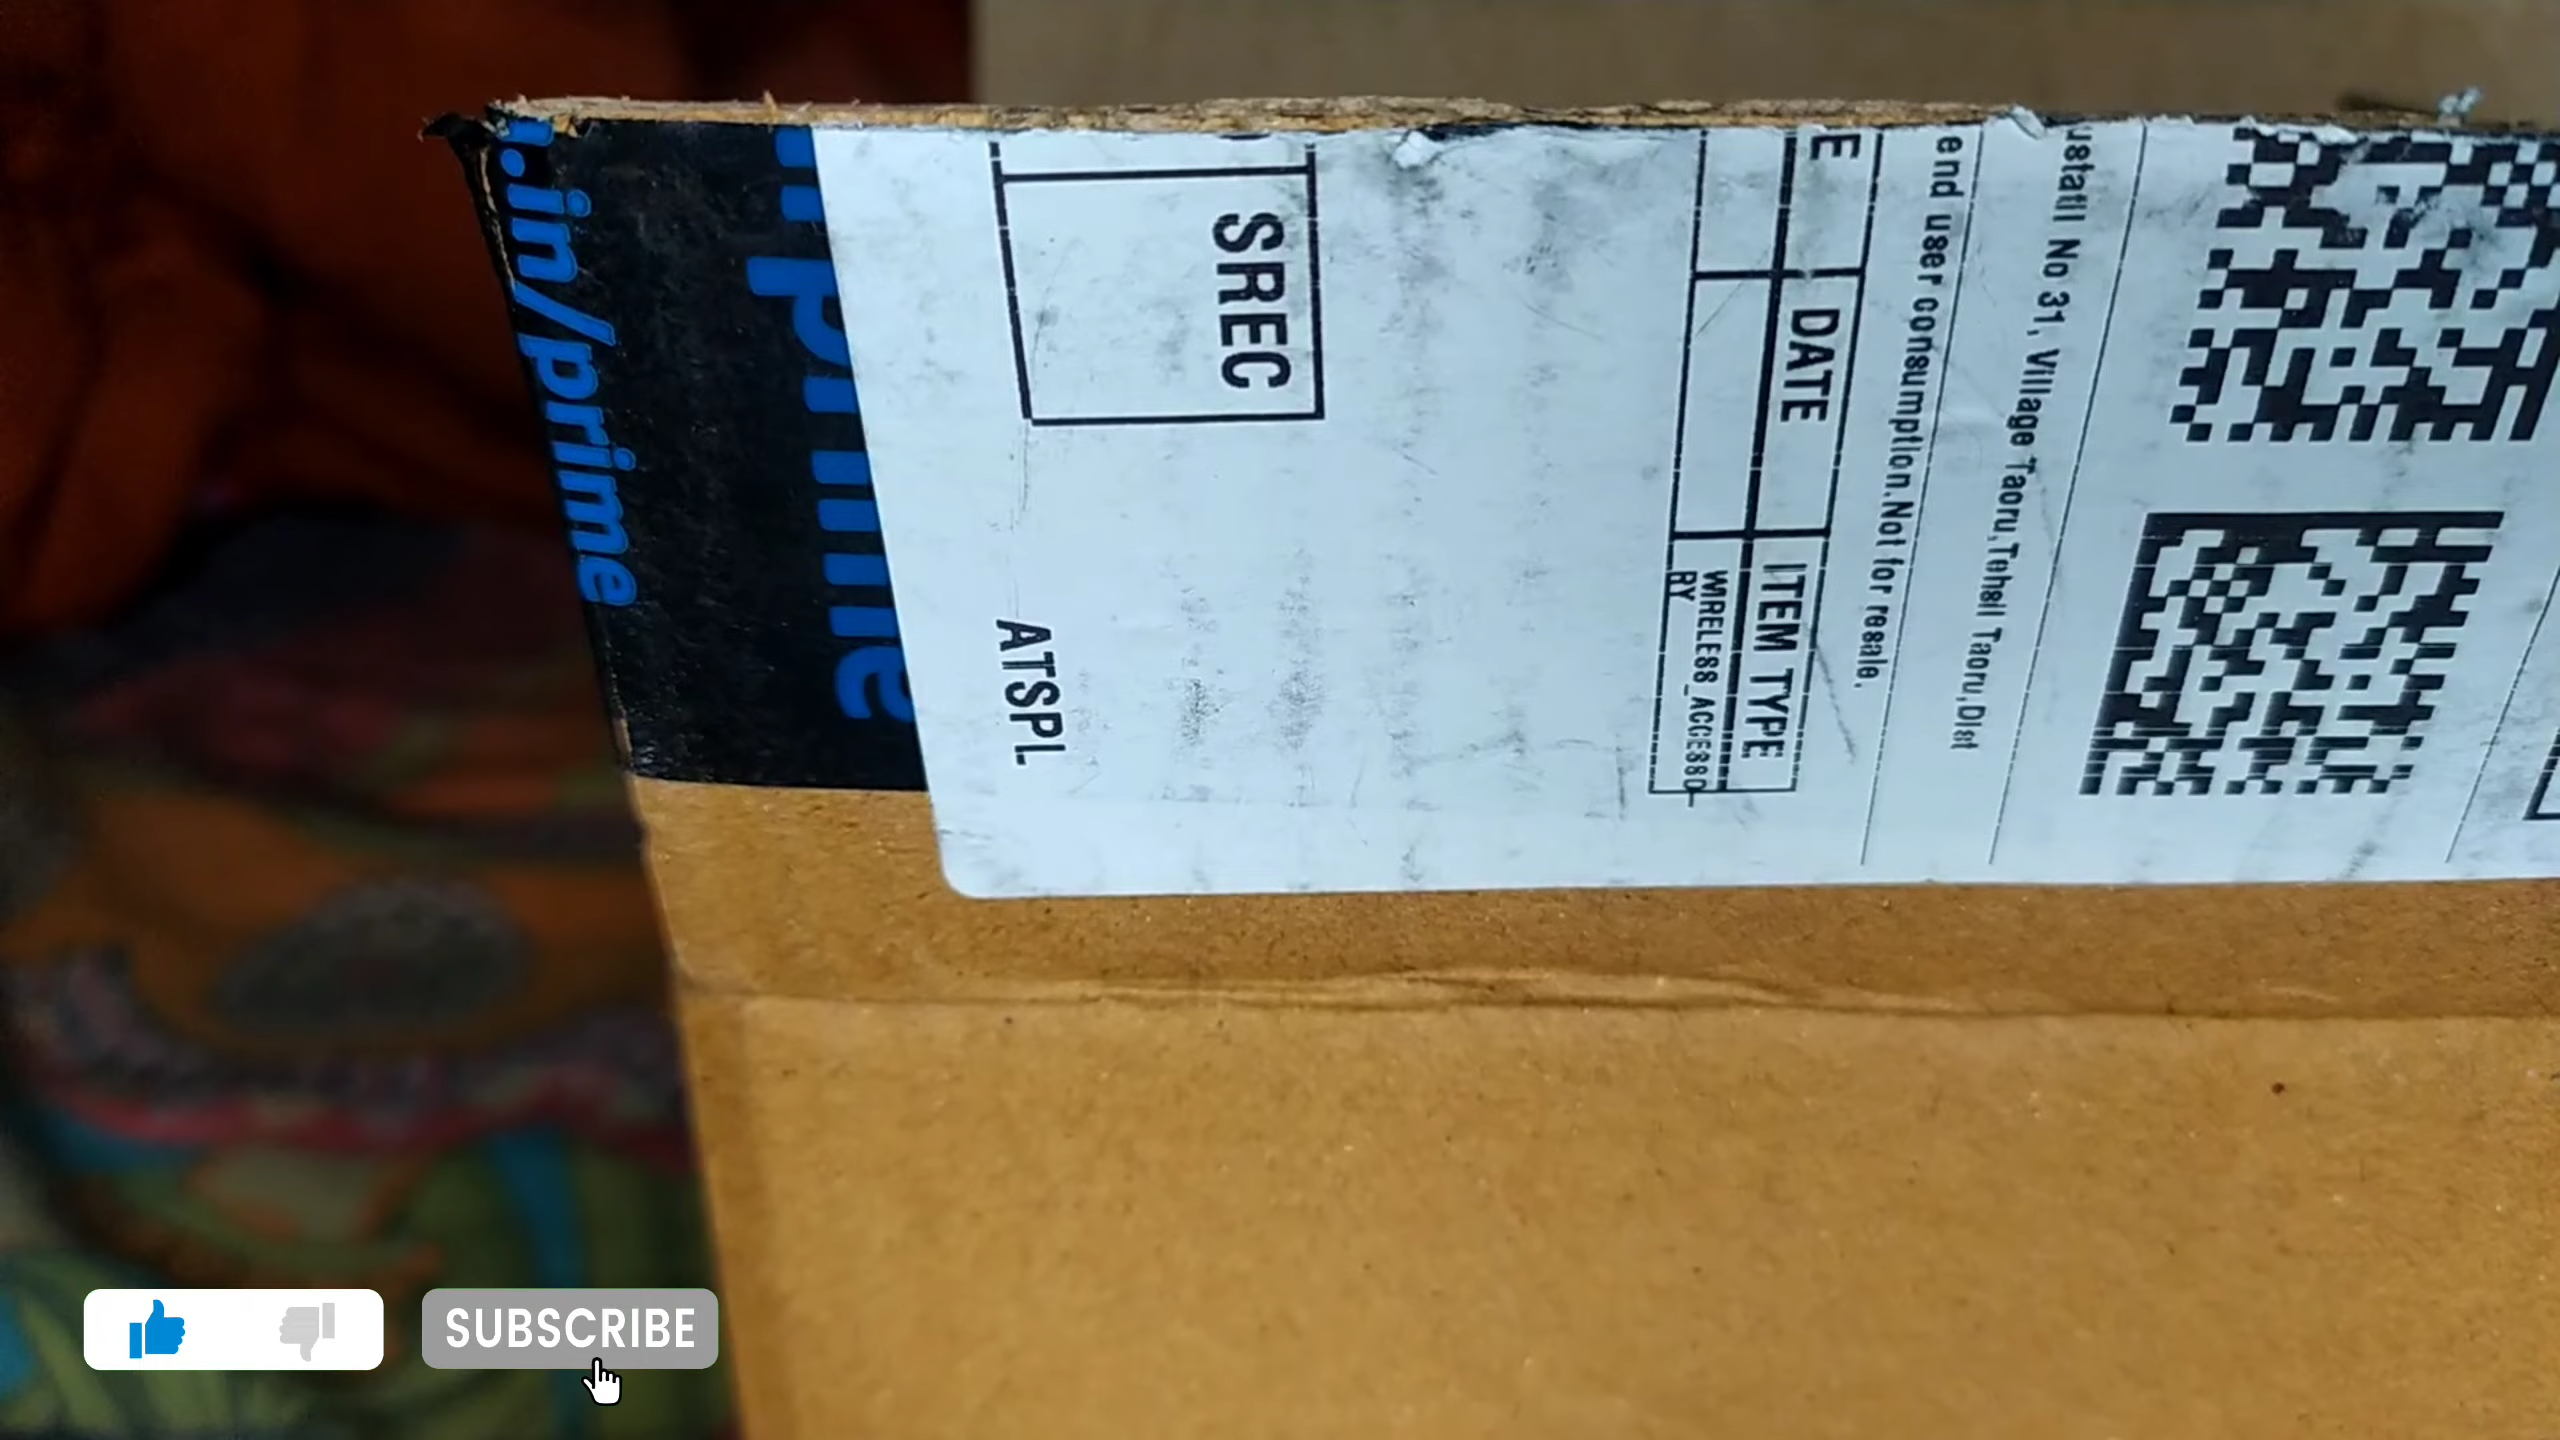 .in/prime
prime
SREC
ATSPL
E
DATE
ITEM TYPE
WIRELESS_ACCESSO
RY
end user consumption.Not for resale.
ustatil No 31, Village Taoru,Tehsil Taoru,Dist
SUBSCRIBE